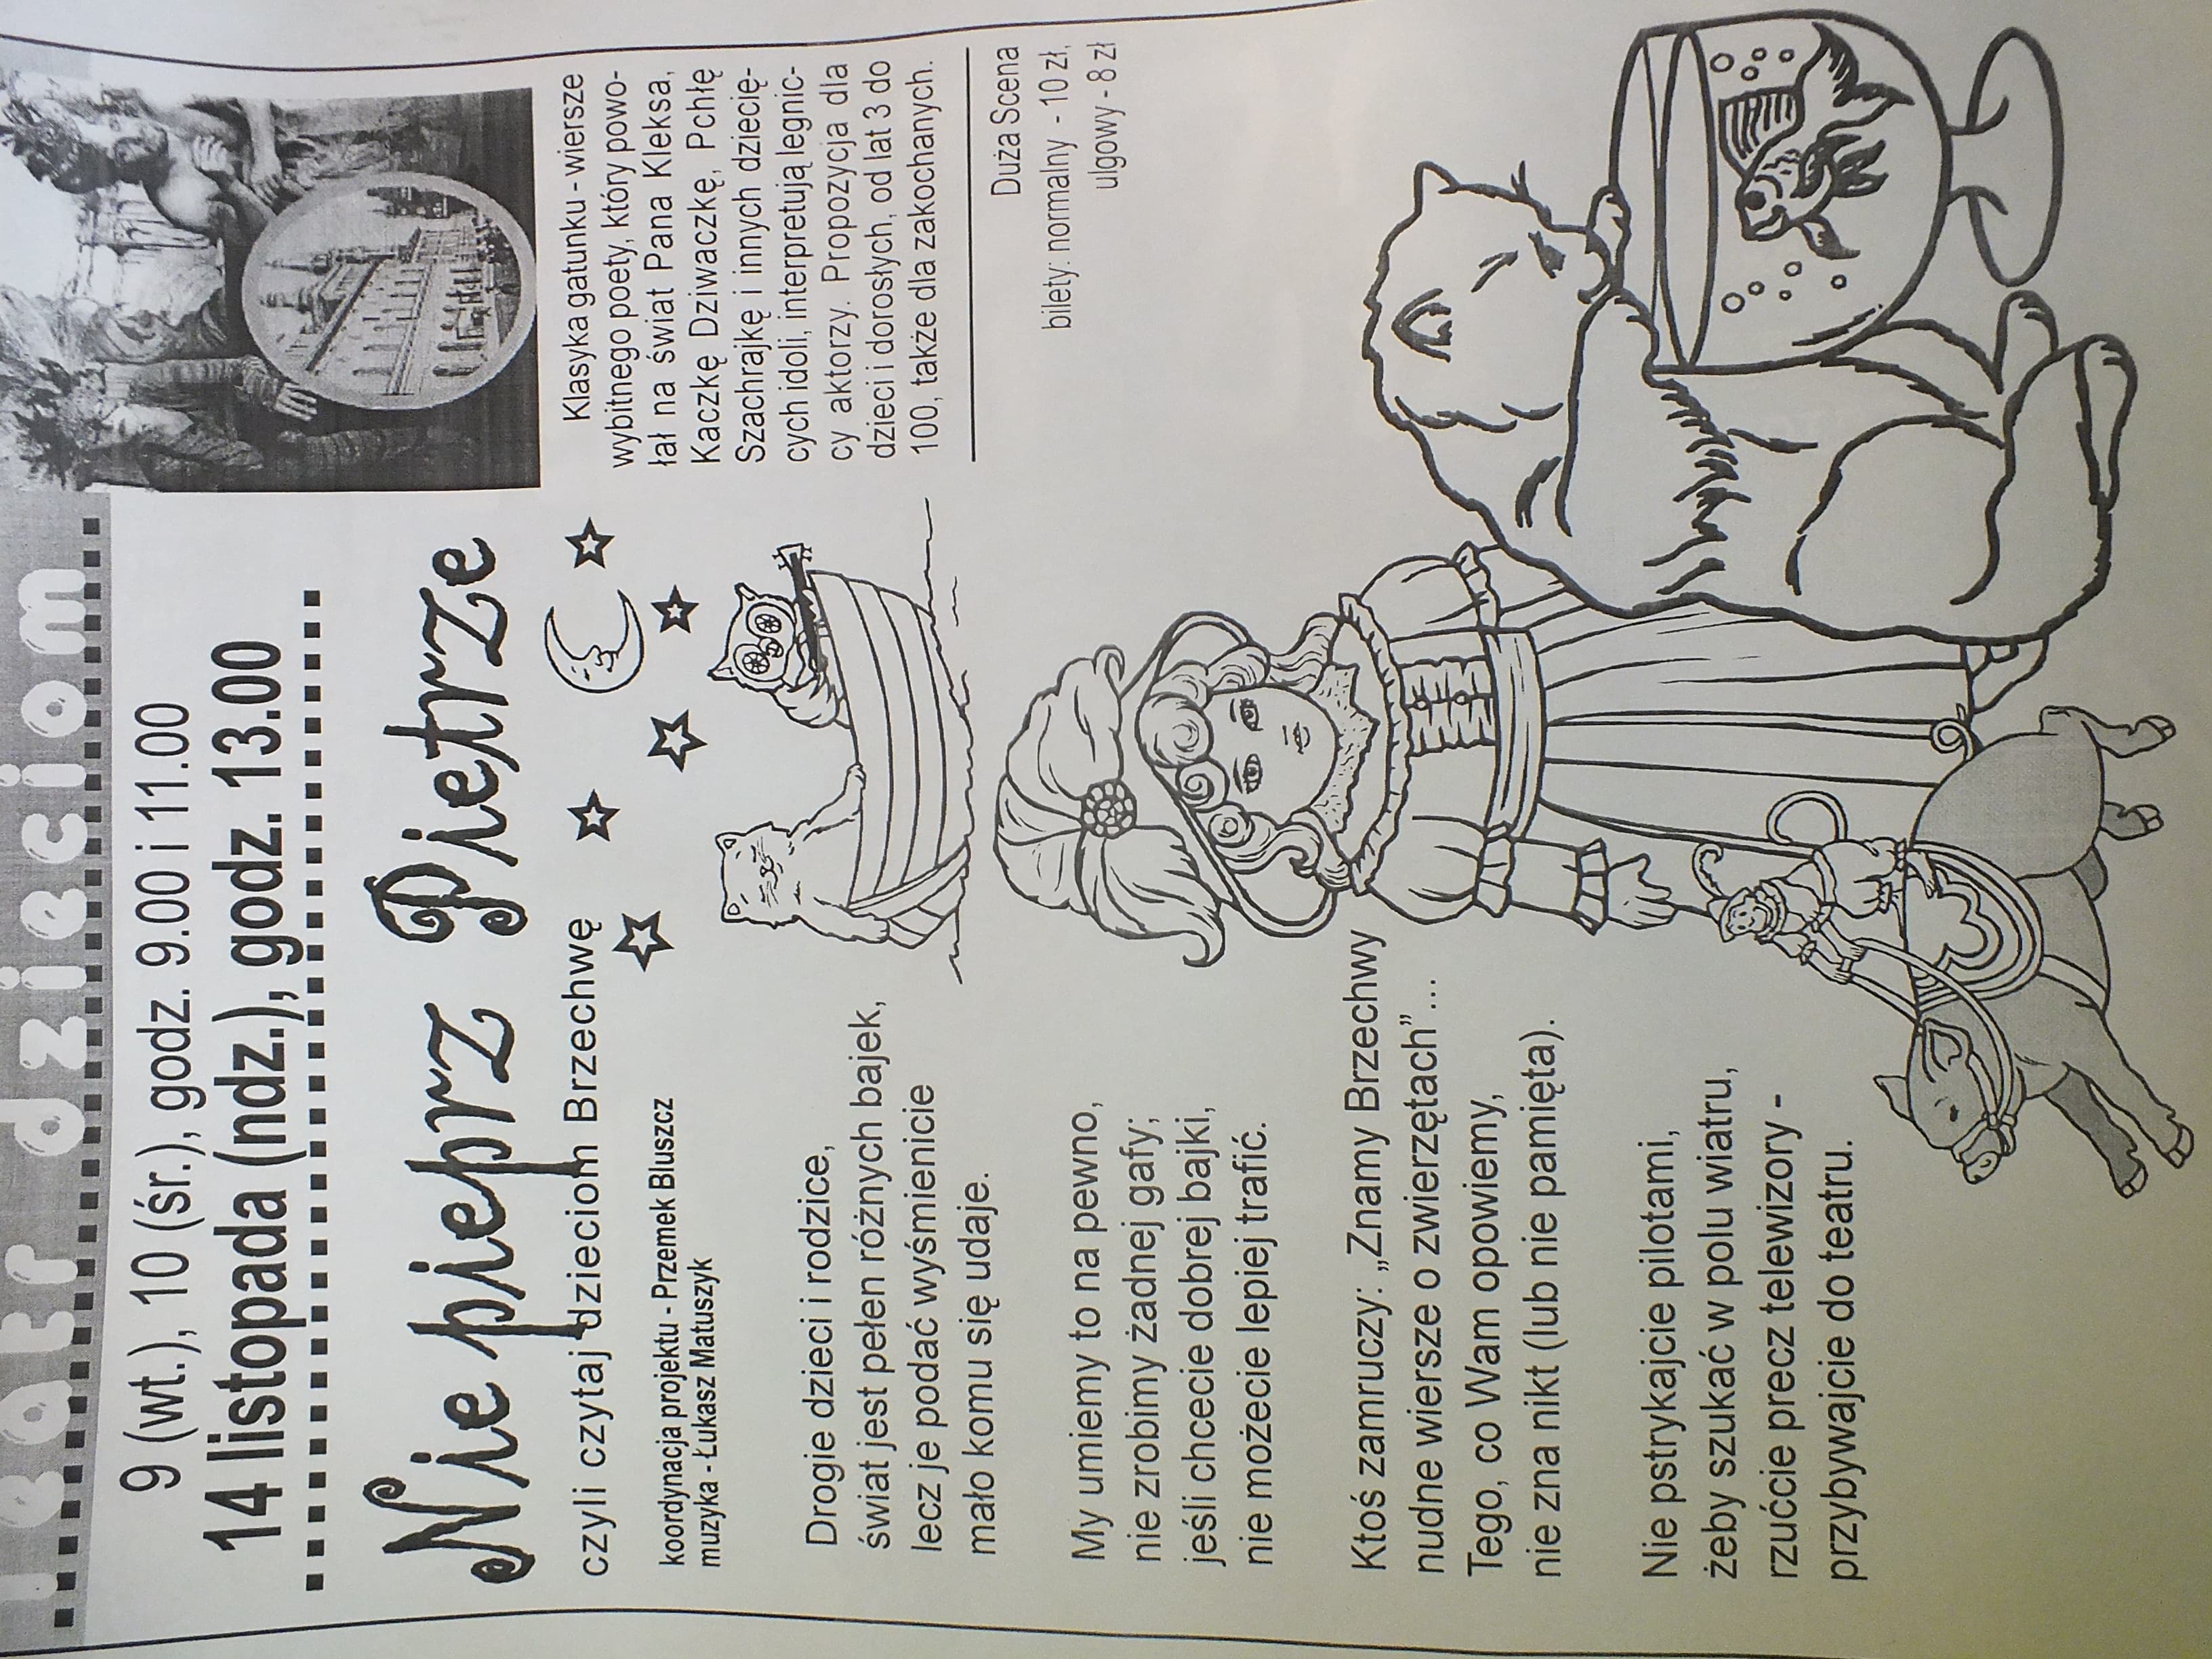 teatr dzieciom
9 (wt.), 10 (śr.), godz. 9.00 i 11.00
14 listopada (ndz.), godz. 13.00
Nie pieprz Pietrze
czyli czytaj dzieciom Brzechwę
koordynacja projektu - Przemek Bluszcz
muzyka - Łukasz Matuszyk
Drogie dzieci i rodzice,
świat jest pełen różnych bajek,
lecz je podać wyśmienicie
mało komu się udaje.
My umiemy to na pewno,
nie zrobimy żadnej gafy;
jeśli chcecie dobrej bajki,
nie możecie lepiej trafić.
Ktoś zamruczy: „Znamy Brzechwy
nudne wiersze o zwierzętach”...
Tego, co Wam opowiemy,
nie zna nikt (lub nie pamięta).
Nie pstrykajcie pilotami,
żeby szukać w polu wiatru,
rzućcie precz telewizory -
przybywajcie do teatru.
Klasyka gatunku - wiersze
wybitnego poety, który powo-
łał na świat Pana Kleksa,
Kaczkę Dziwaczkę, Pchłę
Szachrajkę i innych dziecię-
cych idoli, interpretują legnic-
cy aktorzy. Propozycja dla
dzieci i dorosłych, od lat 3 do
100, także dla zakochanych.
Duża Scena
bilety: normalny - 10 zł,
ulgowy - 8 zł